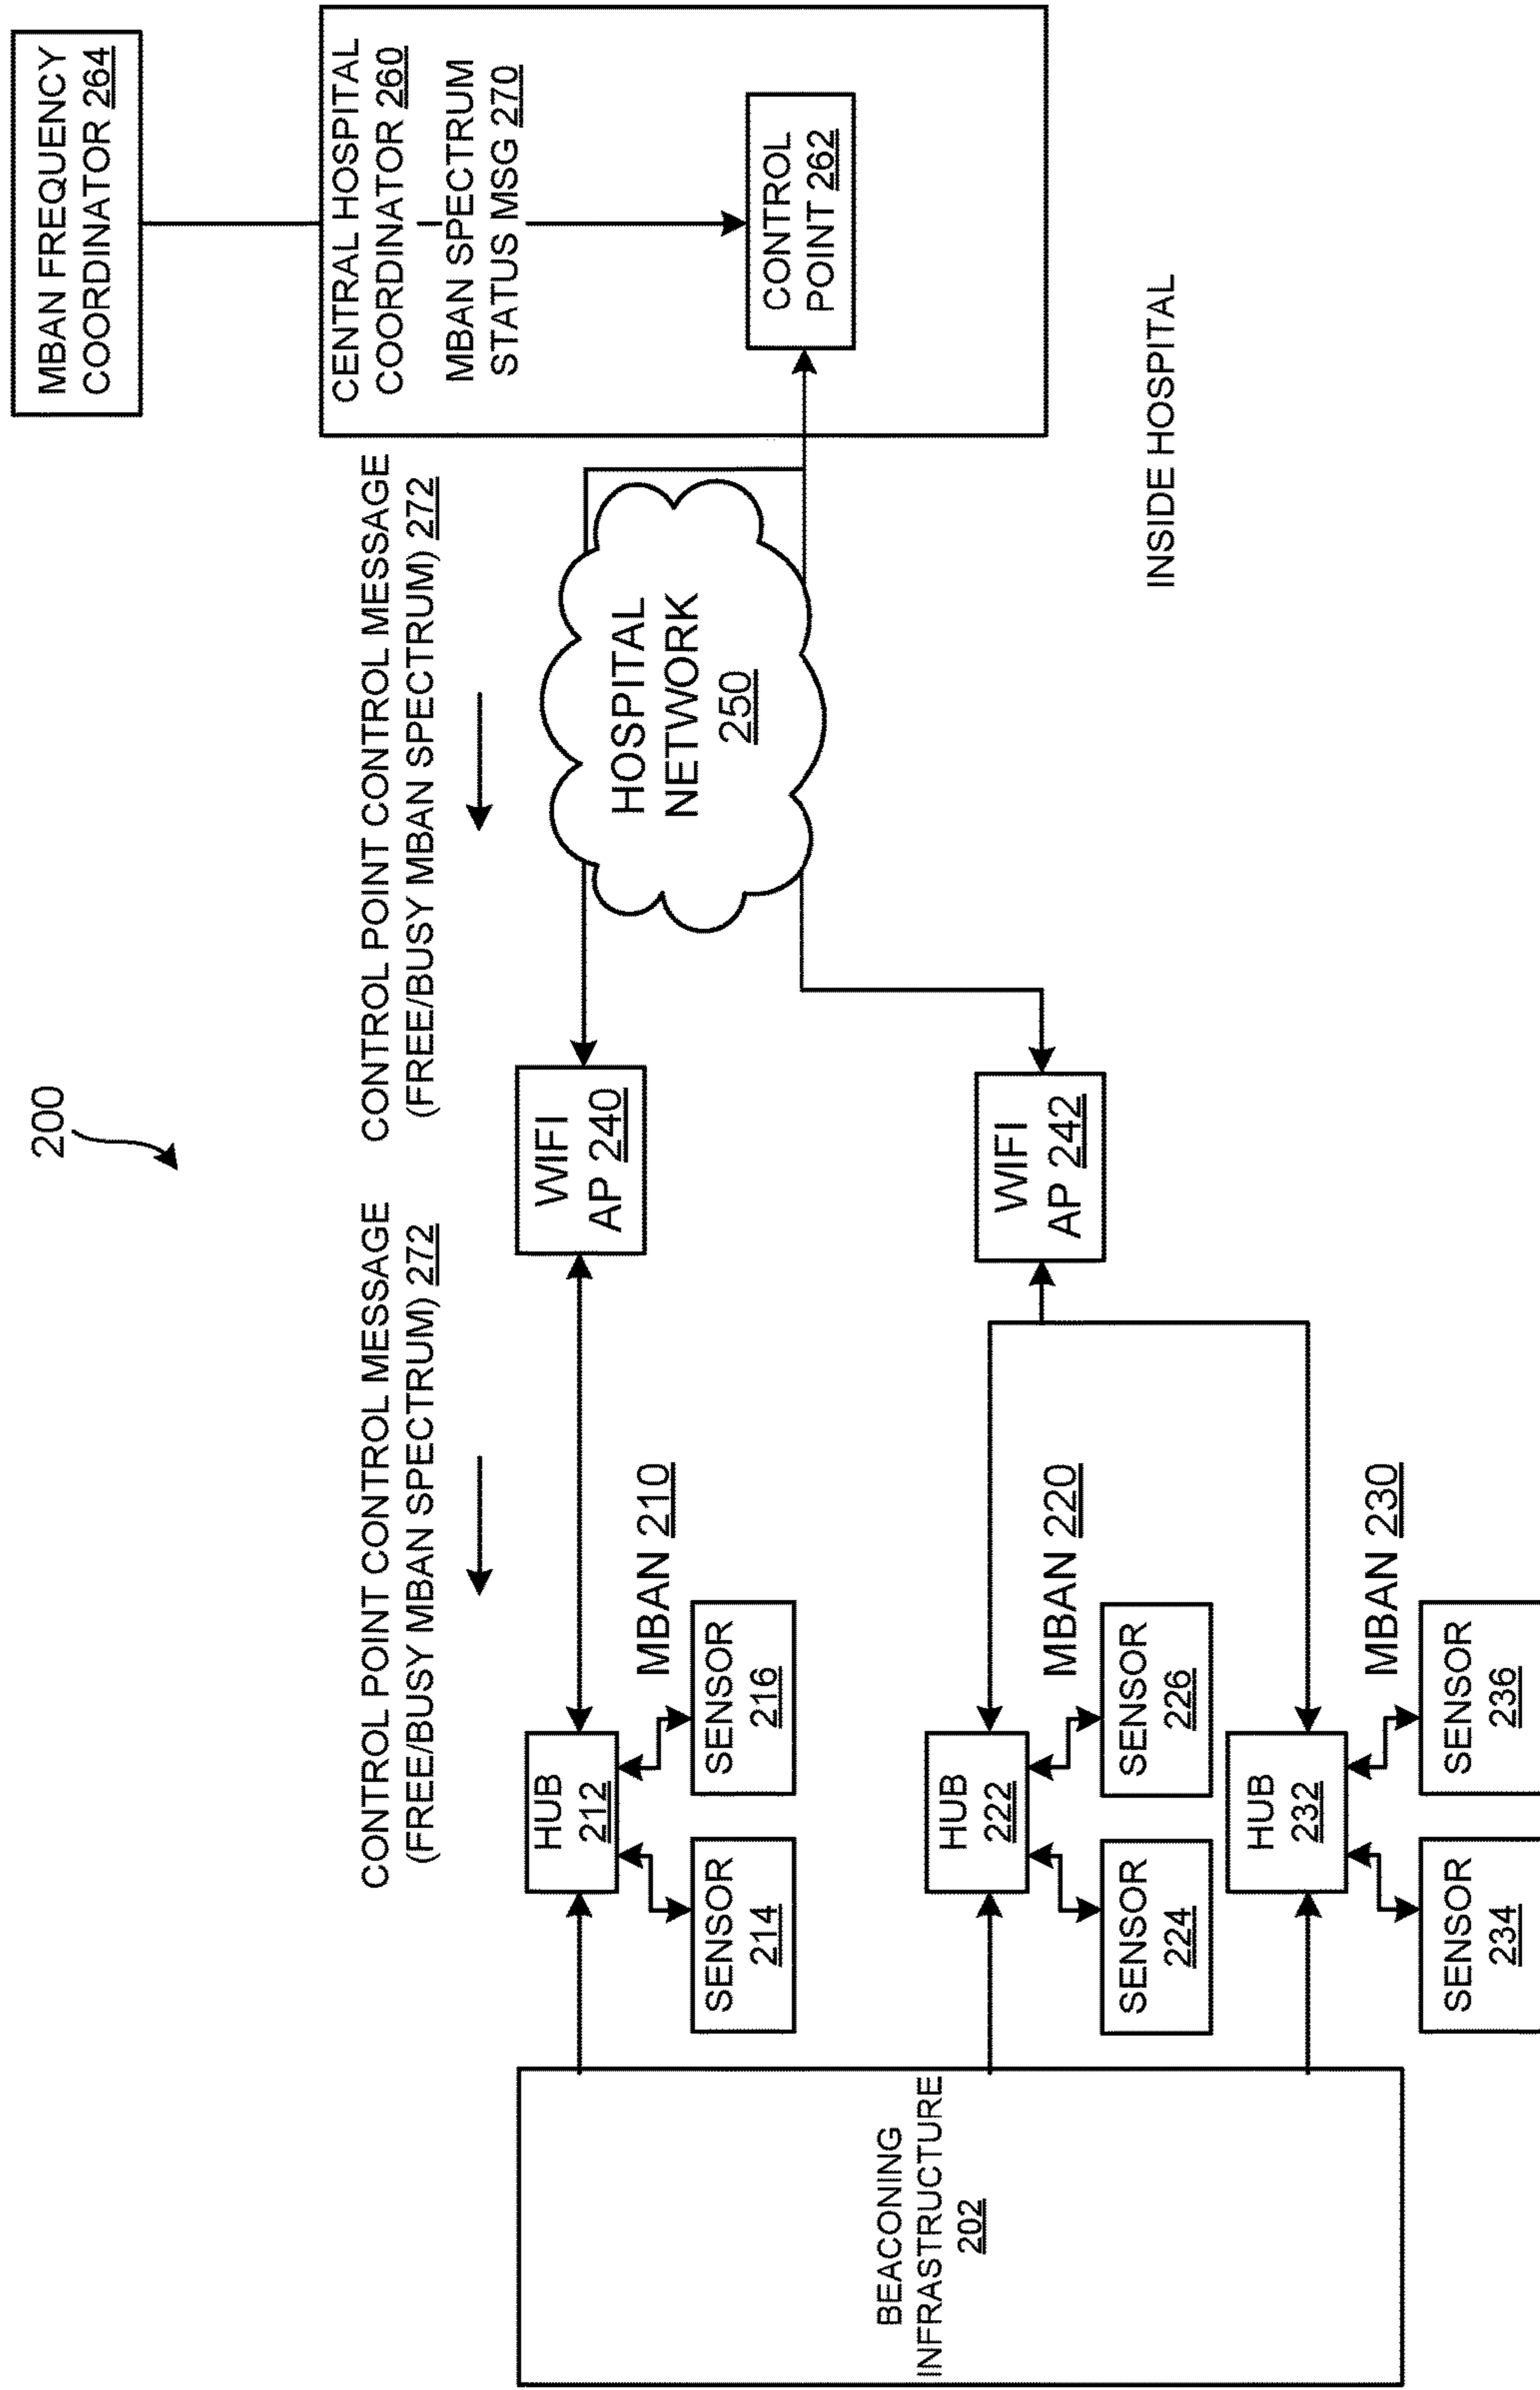 200
CONTROL POINT CONTROL MESSAGE
(FREE/BUSY MBAN SPECTRUM) 272
CONTROL POINT CONTROL MESSAGE
(FREE/BUSY MBAN SPECTRUM) 272
MBAN FREQUENCY
COORDINATOR 264
CENTRAL HOSPITAL
COORDINATOR 260
MBAN SPECTRUM
STATUS MSG 270
CONTROL
POINT 262
HOSPITAL
NETWORK
250
WIFI
AP 240
WIFI
AP 242
BEACONING
INFRASTRUCTURE
202
HUB
212
MBAN 210
SENSOR
214
SENSOR
216
HUB
222
MBAN 220
SENSOR
224
SENSOR
226
HUB
232
MBAN 230
SENSOR
234
SENSOR
236
INSIDE HOSPITAL